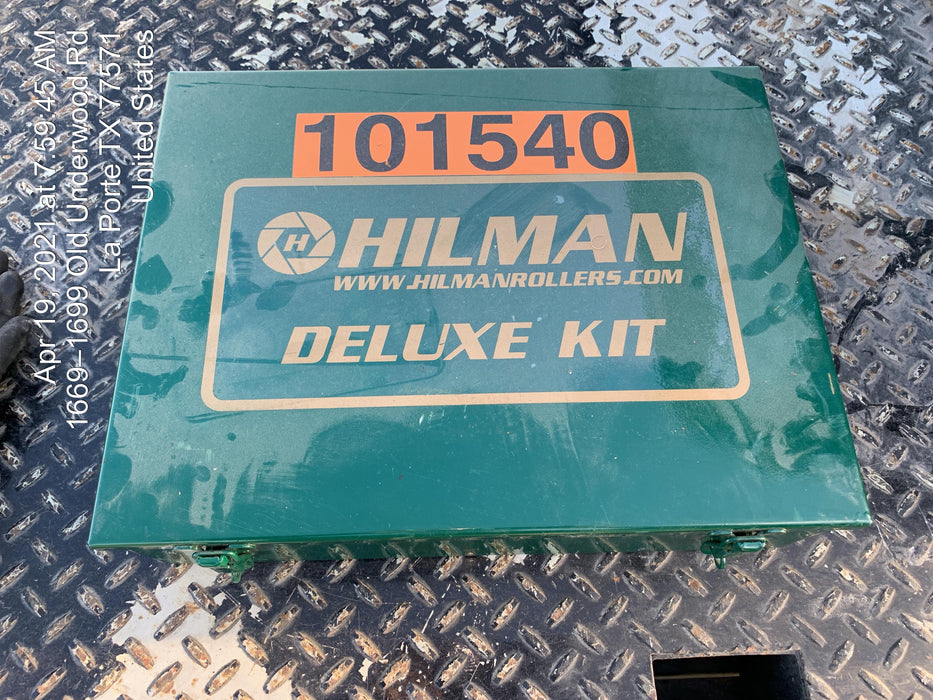 Apr 19, 2021 at 7:59:45 AM
1669–1699 Old Underwood Rd
La Porte TX 77571
United States
101540
H HILMAN
WWW.HILMANROLLERS.COM
DELUXE KIT